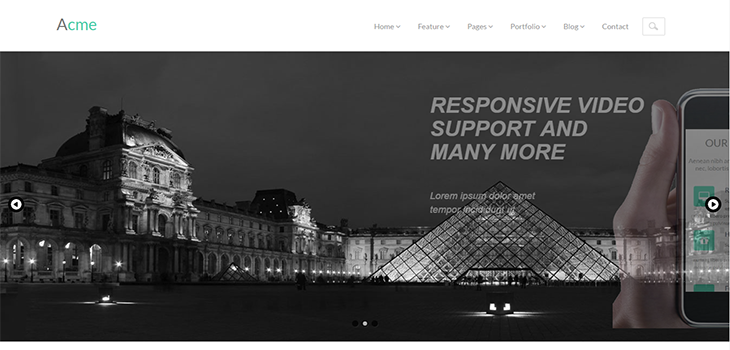 Acme
Home Feature Pages Portfolio Blog Contact
RESPONSIVE VIDEO
SUPPORT AND
MANY MORE
Lorem ipsum dolor amet
tempor incididunt ut
OUR